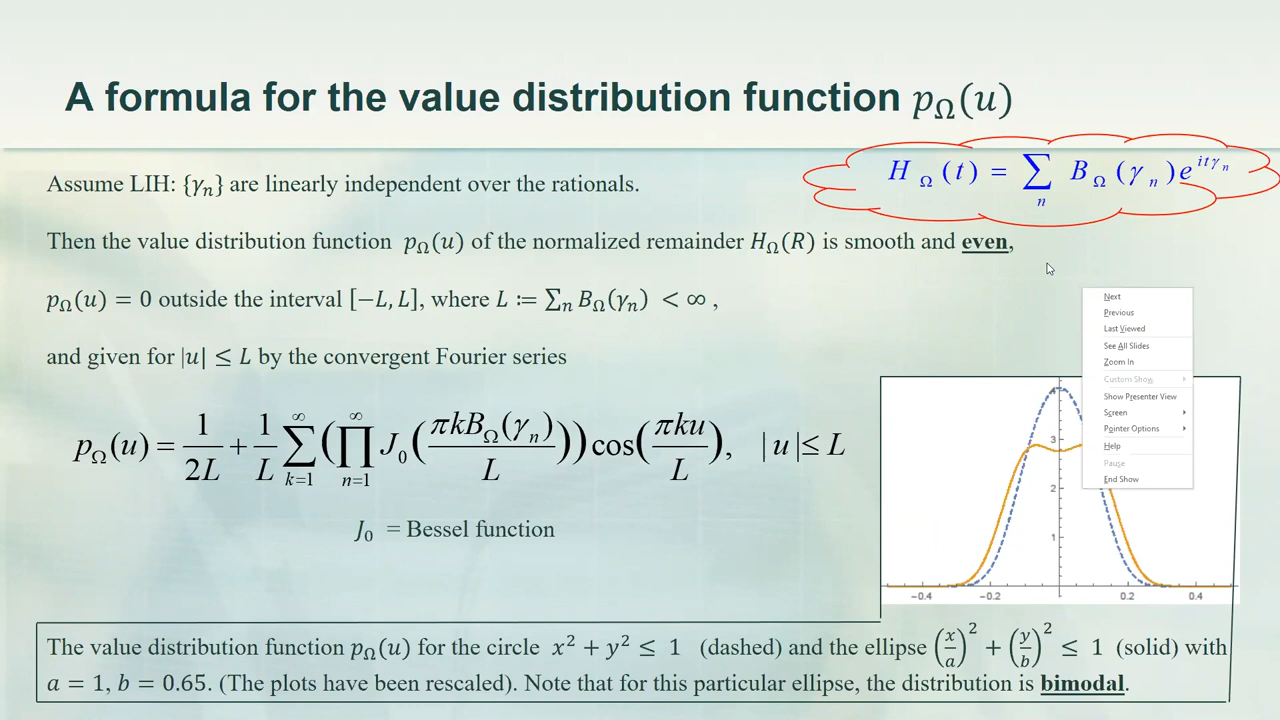 A formula for the value distribution function p_Ω(u)
H_Ω(t) = ∑_n B_Ω(γ_n)e^{itγ_n}
Assume LIH: {γ_n} are linearly independent over the rationals.
Then the value distribution function p_Ω(u) of the normalized remainder H_Ω(R) is smooth and even,
p_Ω(u) = 0 outside the interval [−L, L], where L ≔ ∑_n B_Ω(γ_n) < ∞ ,
and given for |u| ≤ L by the convergent Fourier series
p_Ω(u) = 1/2L + 1/L ∑_{k=1}^{∞} (∏_{n=1}^{∞} J_0(πkB_Ω(γ_n)/L)) cos(πku/L), |u|≤ L
J_0 = Bessel function
Next
Previous
Last Viewed
See All Slides
Zoom In
Custom Show
Show Presenter View
Screen
Pointer Options
Help
Pause
End Show
3
2
1
−0.4 −0.2 0.2 0.4
The value distribution function p_Ω(u) for the circle x² + y² ≤ 1 (dashed) and the ellipse (x/a)² + (y/b)² ≤ 1 (solid) with
a = 1, b = 0.65. (The plots have been rescaled). Note that for this particular ellipse, the distribution is bimodal.